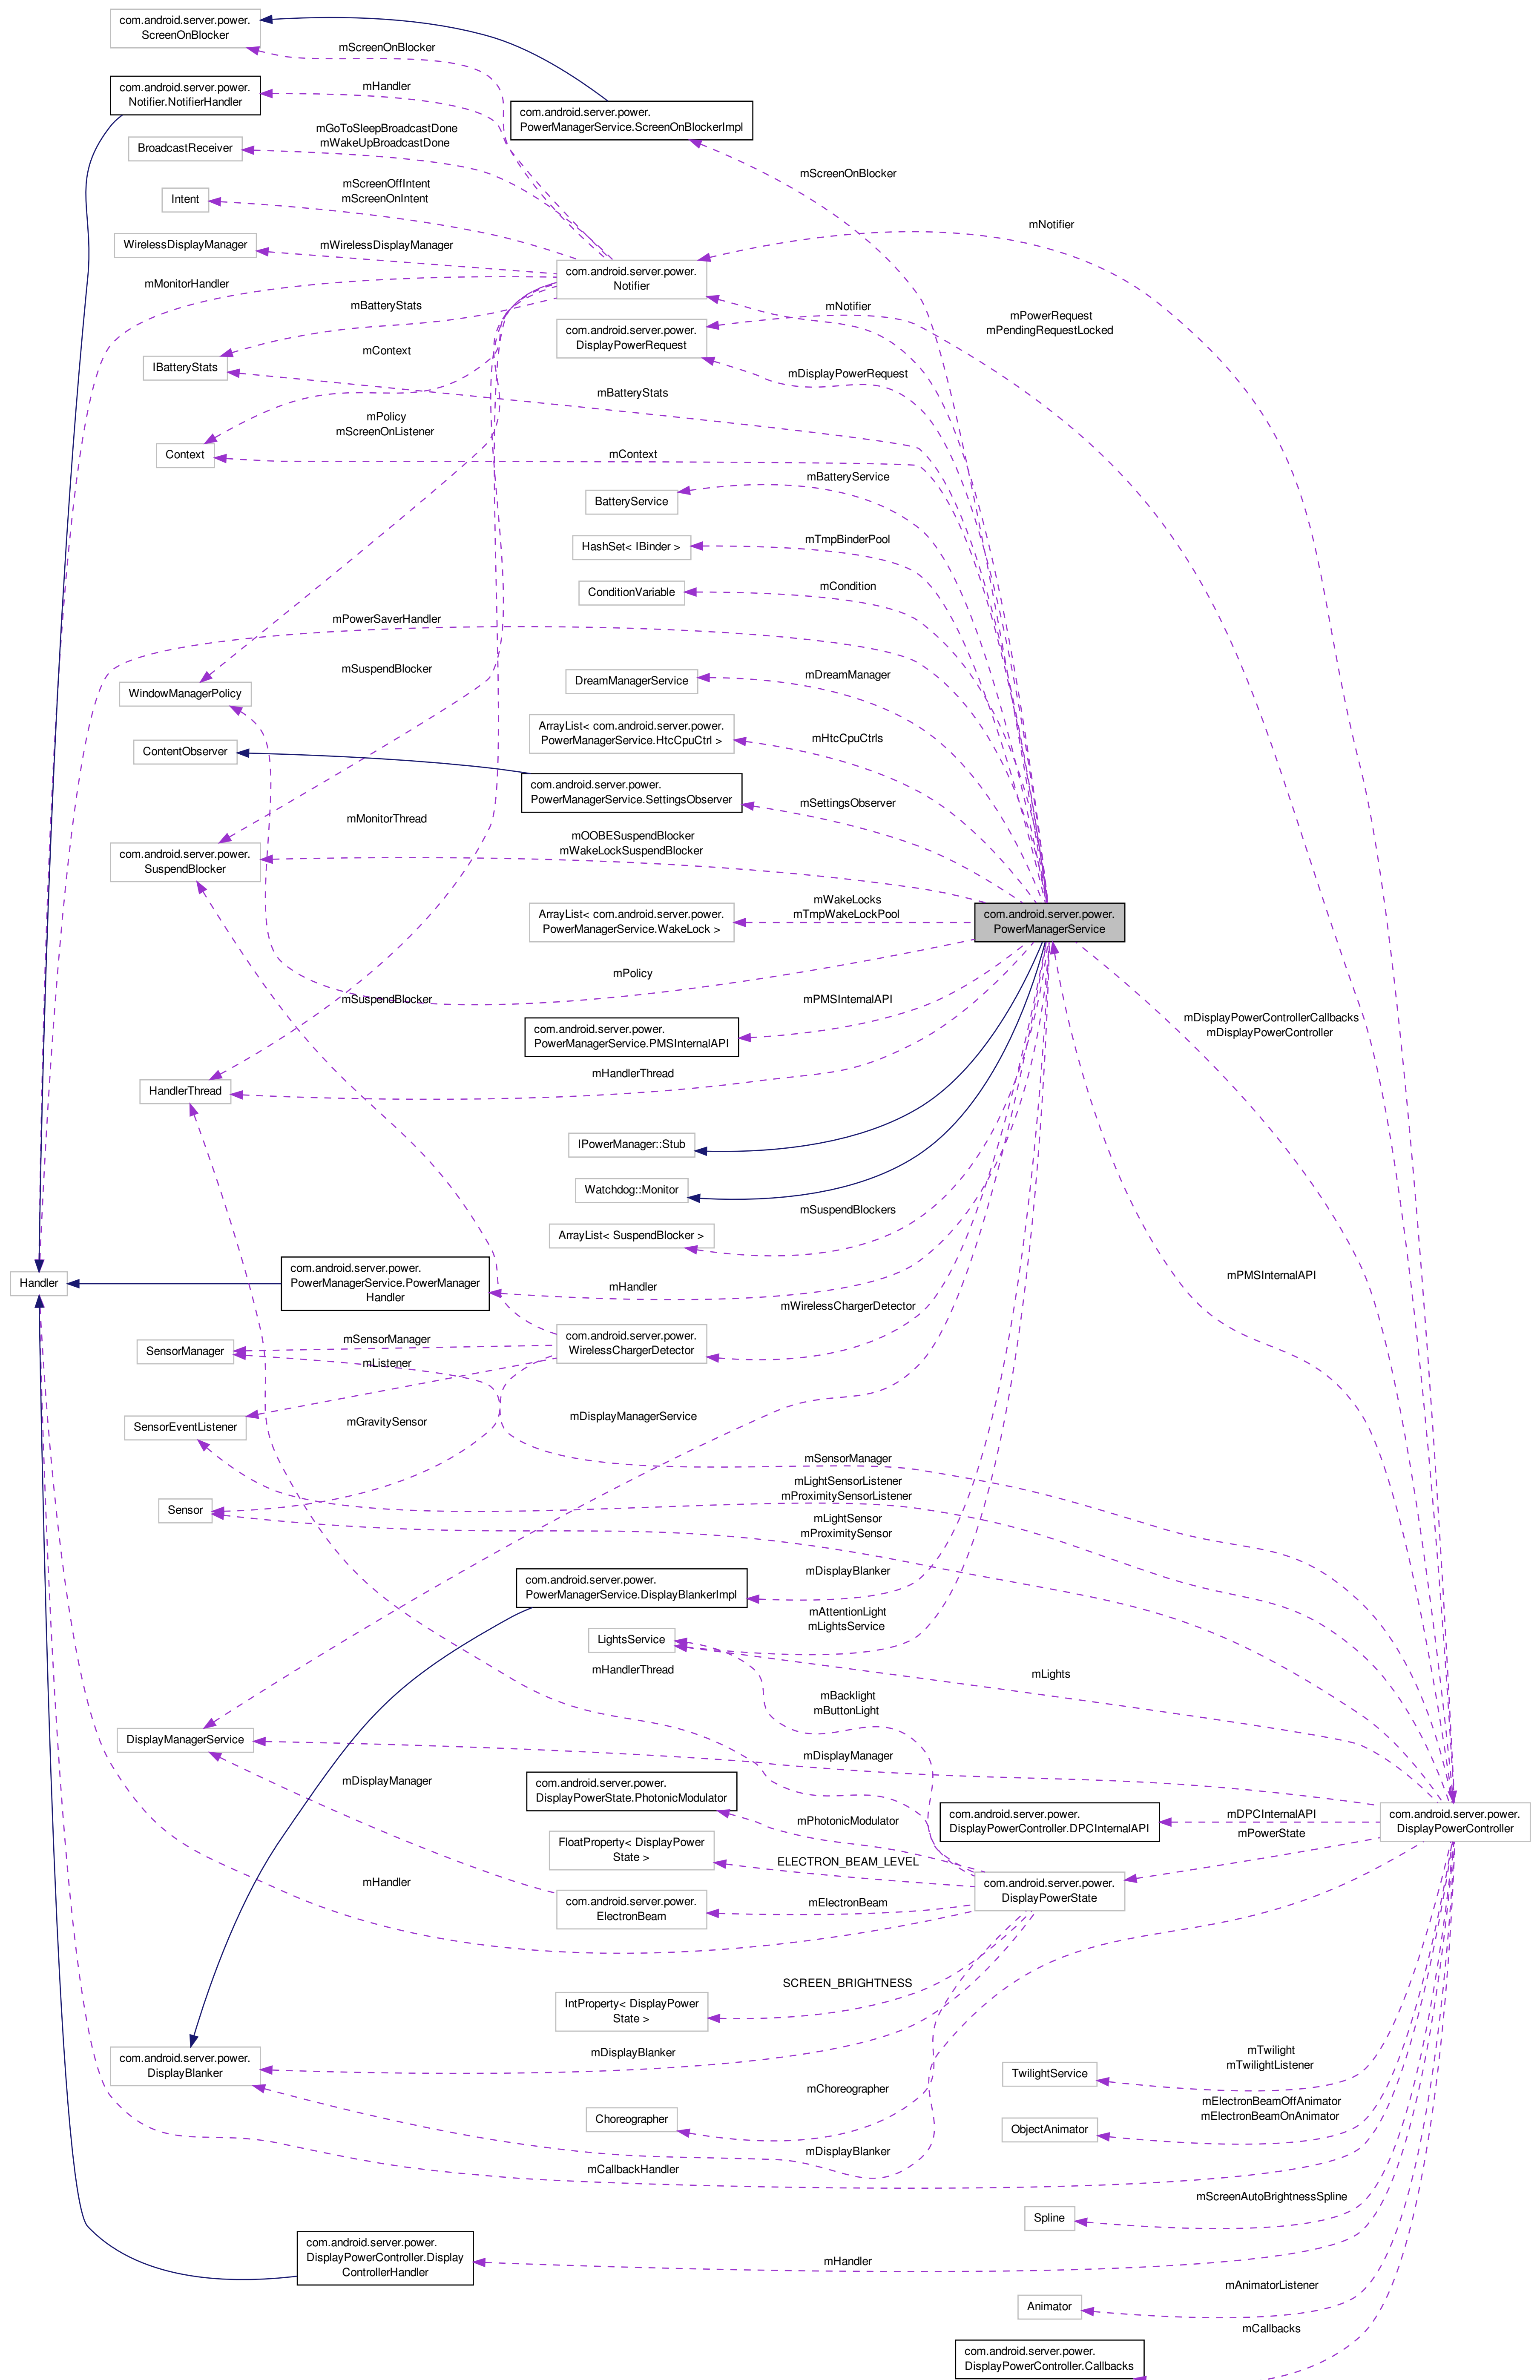 com.android.server.power.
ScreenOnBlocker
mScreenOnBlocker
com.android.server.power.
Notifier.NotifierHandler
mHandler
com.android.server.power.
PowerManagerService.ScreenOnBlockerImpl
BroadcastReceiver
mGoToSleepBroadcastDone
mWakeUpBroadcastDone
mScreenOnBlocker
Intent
mScreenOffIntent
mScreenOnIntent
mNotifier
WirelessDisplayManager
mWirelessDisplayManager
com.android.server.power.
Notifier
mMonitorHandler
mBatteryStats
mNotifier
mPowerRequest
mPendingRequestLocked
com.android.server.power.
DisplayPowerRequest
mContext
IBatteryStats
mDisplayPowerRequest
mBatteryStats
mPolicy
mScreenOnListener
Context
mContext
mBatteryService
BatteryService
HashSet< IBinder >
mTmpBinderPool
ConditionVariable
mCondition
mPowerSaverHandler
mSuspendBlocker
DreamManagerService
mDreamManager
WindowManagerPolicy
ArrayList< com.android.server.power.
PowerManagerService.HtcCpuCtrl >
mHtcCpuCtrls
ContentObserver
com.android.server.power.
PowerManagerService.SettingsObserver
mSettingsObserver
mMonitorThread
mOOBESuspendBlocker
mWakeLockSuspendBlocker
com.android.server.power.
SuspendBlocker
mWakeLocks
mTmpWakeLockPool
ArrayList< com.android.server.power.
PowerManagerService.WakeLock >
com.android.server.power.
PowerManagerService
mPolicy
mSuspendBlocker
mPMSInternalAPI
mDisplayPowerControllerCallbacks
mDisplayPowerController
com.android.server.power.
PowerManagerService.PMSInternalAPI
mHandlerThread
HandlerThread
IPowerManager::Stub
Watchdog::Monitor
mSuspendBlockers
ArrayList< SuspendBlocker >
mPMSInternalAPI
Handler
com.android.server.power.
PowerManagerService.PowerManager
Handler
mHandler
mWirelessChargerDetector
com.android.server.power.
WirelessChargerDetector
SensorManager
mSensorManager
mListener
SensorEventListener
mGravitySensor
mDisplayManagerService
mSensorManager
mLightSensorListener
mProximitySensorListener
Sensor
mLightSensor
mProximitySensor
mDisplayBlanker
com.android.server.power.
PowerManagerService.DisplayBlankerImpl
mAttentionLight
mLightsService
LightsService
mHandlerThread
mLights
mBacklight
mButtonLight
DisplayManagerService
mDisplayManager
mDisplayManager
com.android.server.power.
DisplayPowerState.PhotonicModulator
mPhotonicModulator
com.android.server.power.
DisplayPowerController.DPCInternalAPI
mDPCInternalAPI
mPowerState
com.android.server.power.
DisplayPowerController
FloatProperty< DisplayPower
State >
ELECTRON_BEAM_LEVEL
mHandler
com.android.server.power.
ElectronBeam
mElectronBeam
com.android.server.power.
DisplayPowerState
SCREEN_BRIGHTNESS
IntProperty< DisplayPower
State >
mDisplayBlanker
com.android.server.power.
DisplayBlanker
mTwilight
mTwilightListener
TwilightService
mChoreographer
Choreographer
mElectronBeamOffAnimator
mElectronBeamOnAnimator
ObjectAnimator
mDisplayBlanker
mCallbackHandler
mScreenAutoBrightnessSpline
Spline
com.android.server.power.
DisplayPowerController.Display
ControllerHandler
mHandler
mAnimatorListener
Animator
mCallbacks
com.android.server.power.
DisplayPowerController.Callbacks